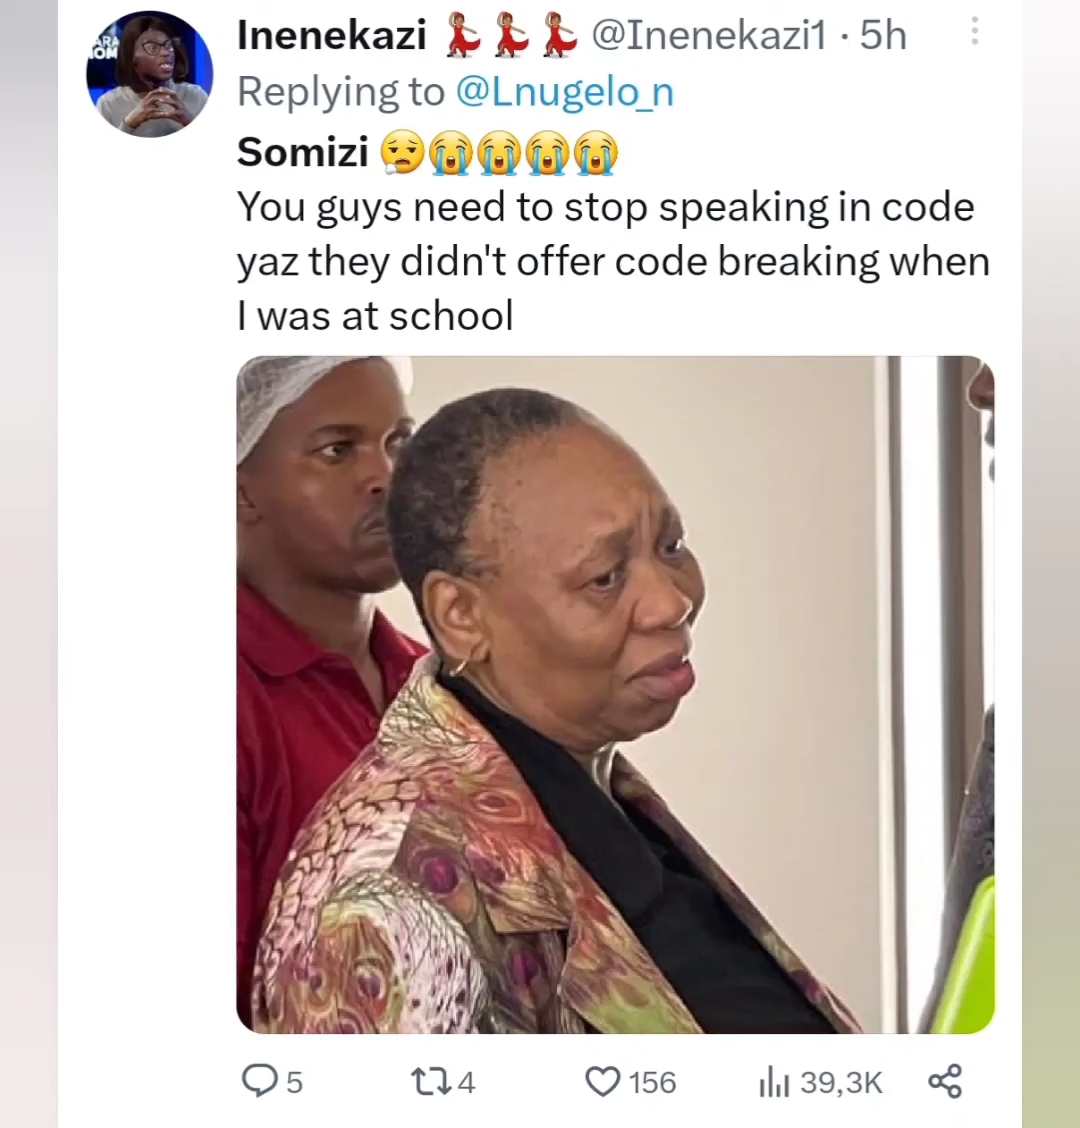 Inenekazi 💃🏽💃🏽💃🏽 @Inenekazi1 · 5h
Replying to @Lnugelo_n
Somizi 😮‍💨😭😭😭😭
You guys need to stop speaking in code
yaz they didn't offer code breaking when
I was at school
5 4 156 39,3K